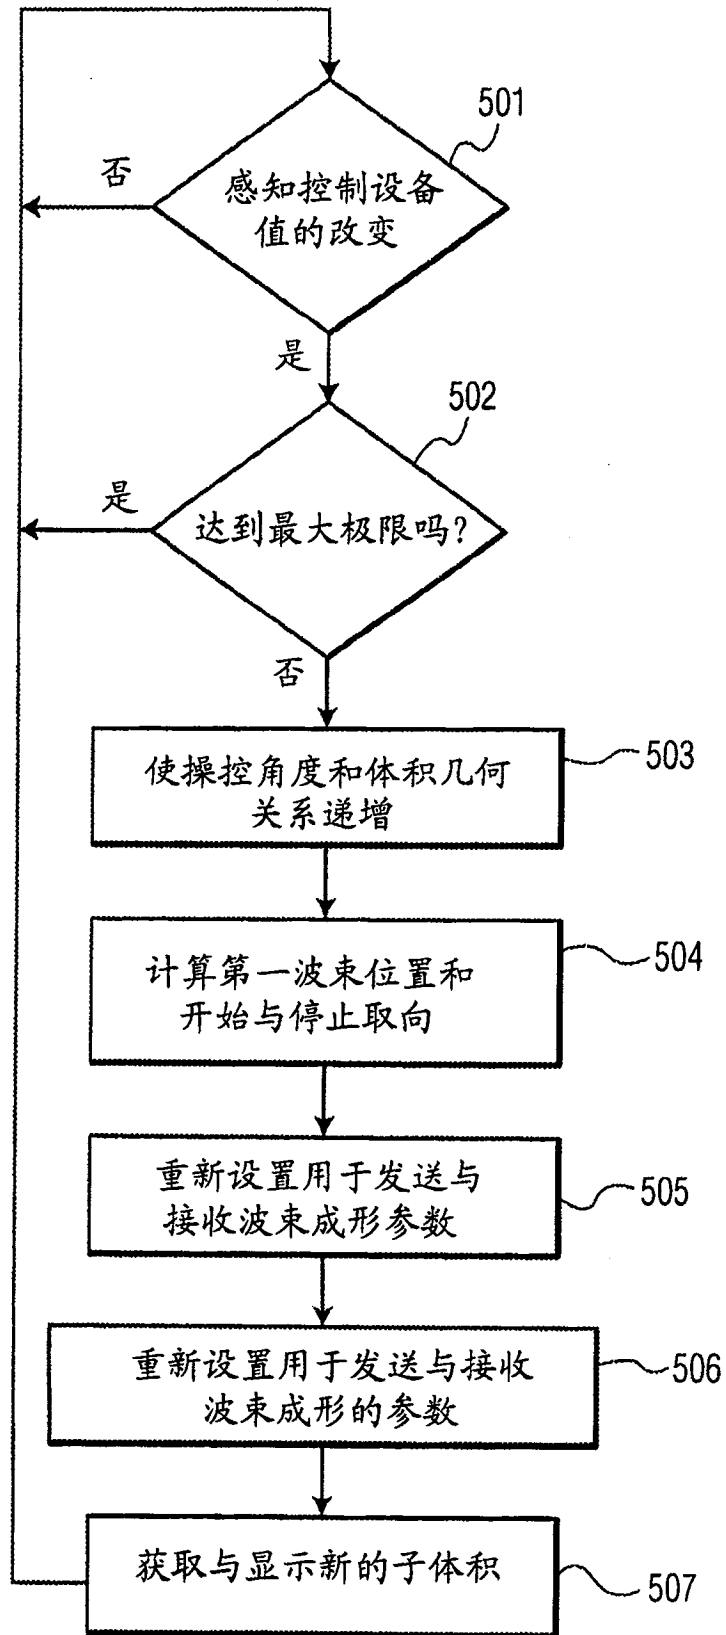 501
感知控制设备
值的改变
否
是
502
达到最大极限吗？
是
否
503
使操控角度和体积几何
关系递增
504
计算第一波束位置和
开始与停止取向
505
重新设置用于发送与
接收波束成形参数
506
重新设置用于发送与接收
波束成形的参数
507
获取与显示新的子体积